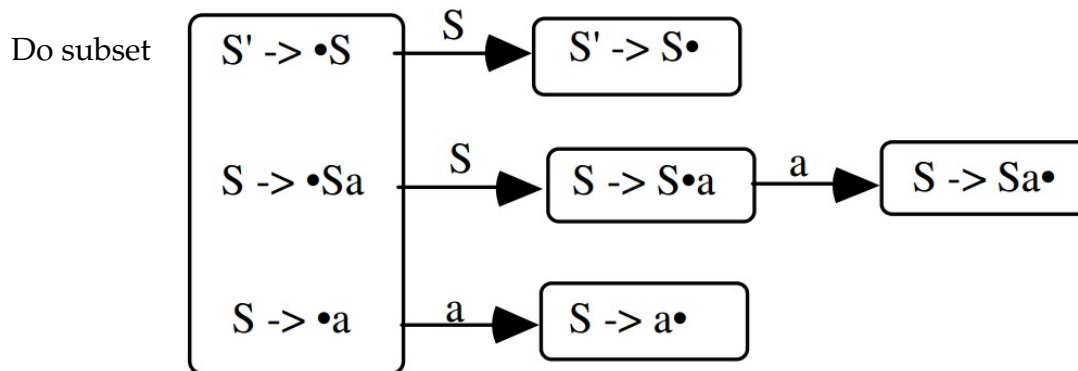 S
Do subset S' -> •S S' -> S•
S a
S -> •Sa S -> S•a S -> Sa•
a
S -> •a S -> a•